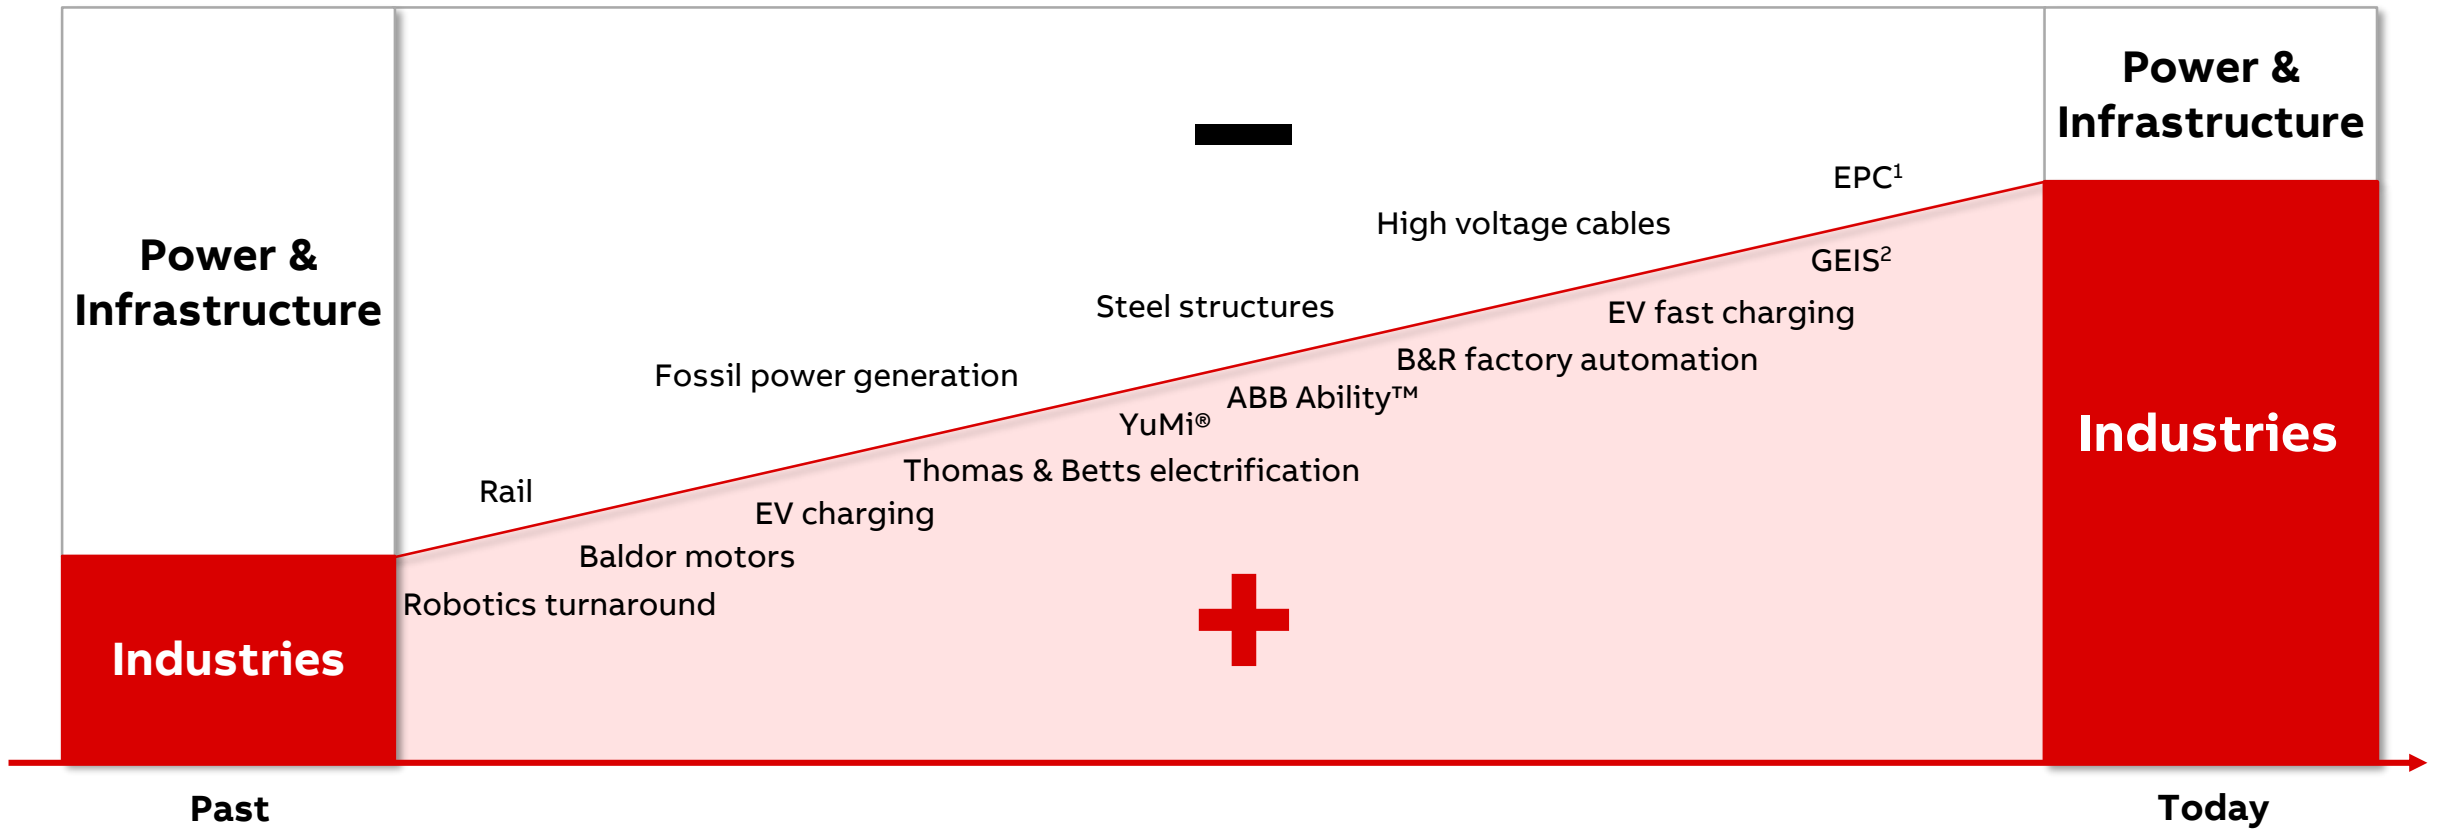 Power &
Infrastructure
Industries
Past
−
EPC¹
High voltage cables
Steel structures
Fossil power generation
Rail
GEIS²
EV fast charging
B&R factory automation
ABB Ability™
YuMi®
Thomas & Betts electrification
EV charging
Baldor motors
Robotics turnaround
+
Power &
Infrastructure
Industries
Today